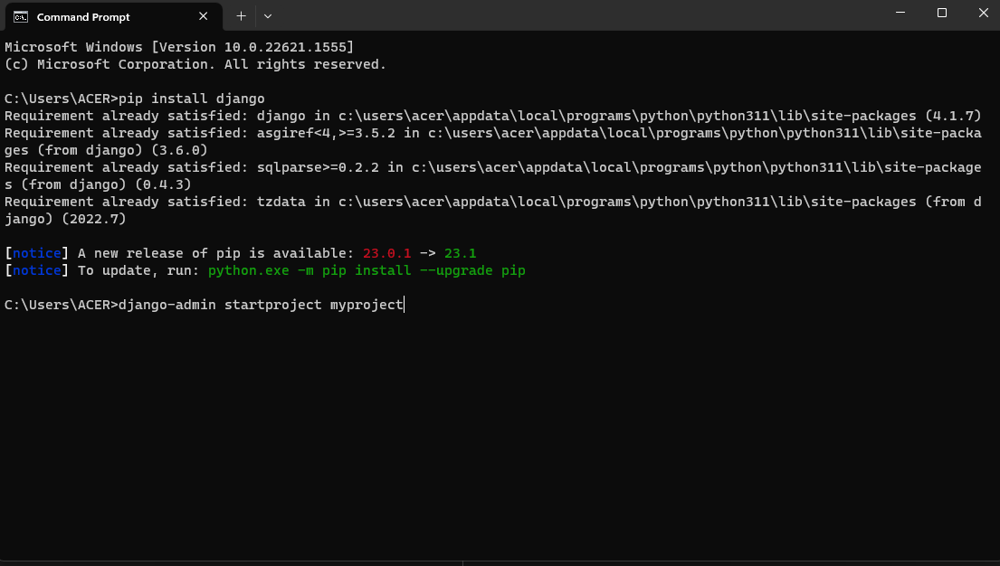 Command Prompt
Microsoft Windows [Version 10.0.22621.1555]
(c) Microsoft Corporation. All rights reserved.
C:\Users\ACER>pip install django
Requirement already satisfied: django in c:\users\acer\appdata\local\programs\python\python311\lib\site-packages (4.1.7)
Requirement already satisfied: asgiref<4,>=3.5.2 in c:\users\acer\appdata\local\programs\python\python311\lib\site-packa
ges (from django) (3.6.0)
Requirement already satisfied: sqlparse>=0.2.2 in c:\users\acer\appdata\local\programs\python\python311\lib\site-package
s (from django) (0.4.3)
Requirement already satisfied: tzdata in c:\users\acer\appdata\local\programs\python\python311\lib\site-packages (from d
jango) (2022.7)
[notice] A new release of pip is available: 23.0.1 -> 23.1
[notice] To update, run: python.exe -m pip install --upgrade pip
C:\Users\ACER>django-admin startproject myproject